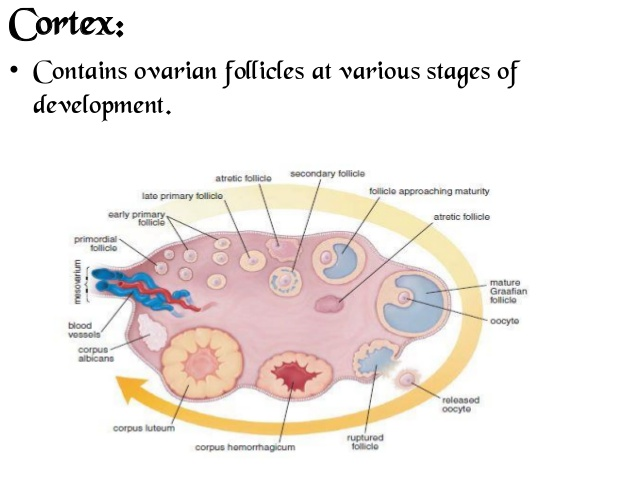 Cortex:
• Contains ovarian follicles at various stages of
development.
atretic follicle
secondary follicle
late primary follicle
follicle approaching maturity
early primary
follicle
atretic follicle
primordial
follicle
mesovarium
mature
Graafian
follicle
oocyte
blood
vessels
corpus
albicans
released
oocyte
corpus luteum
ruptured
follicle
corpus hemorrhagicum